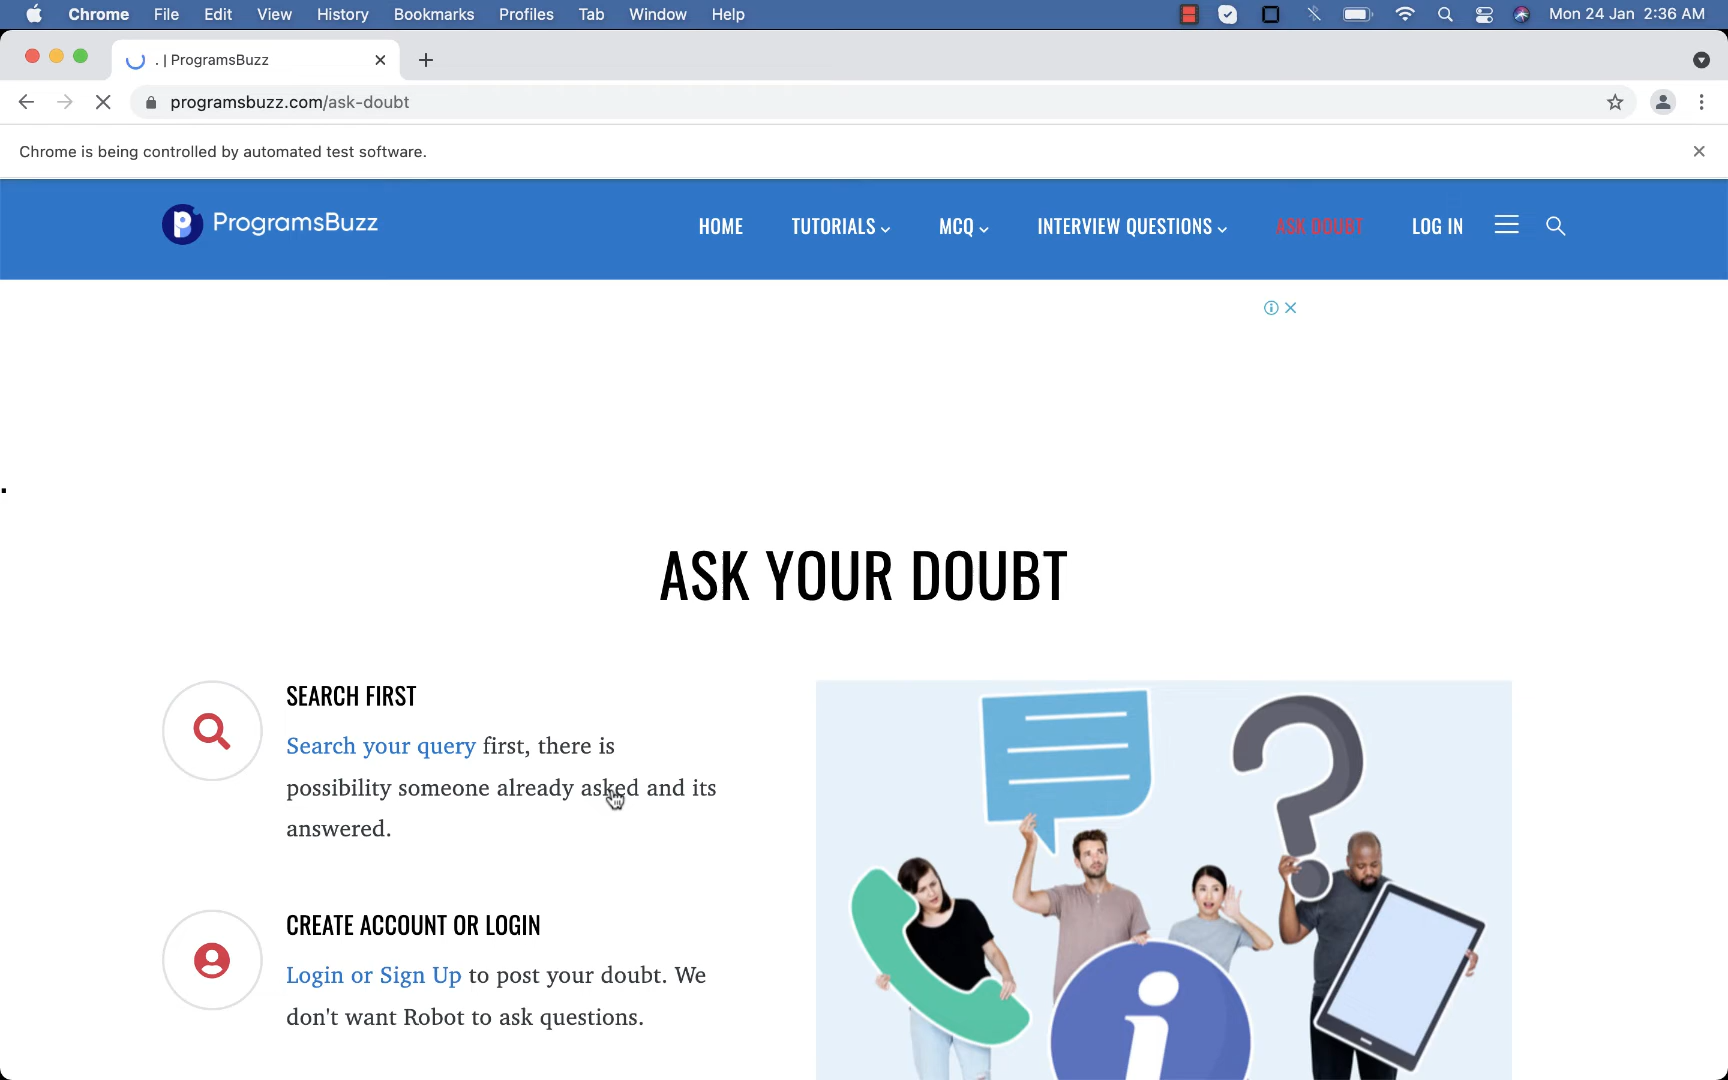 Chrome File Edit View History Bookmarks Profiles Tab Window Help Mon 24 Jan 2:36 AM
. | ProgramsBuzz
programsbuzz.com/ask-doubt
Chrome is being controlled by automated test software.
ProgramsBuzz HOME TUTORIALS MCQ INTERVIEW QUESTIONS ASK DOUBT LOG IN
.
ASK YOUR DOUBT
SEARCH FIRST
Search your query first, there is
possibility someone already asked and its
answered.
CREATE ACCOUNT OR LOGIN
Login or Sign Up to post your doubt. We
don't want Robot to ask questions.